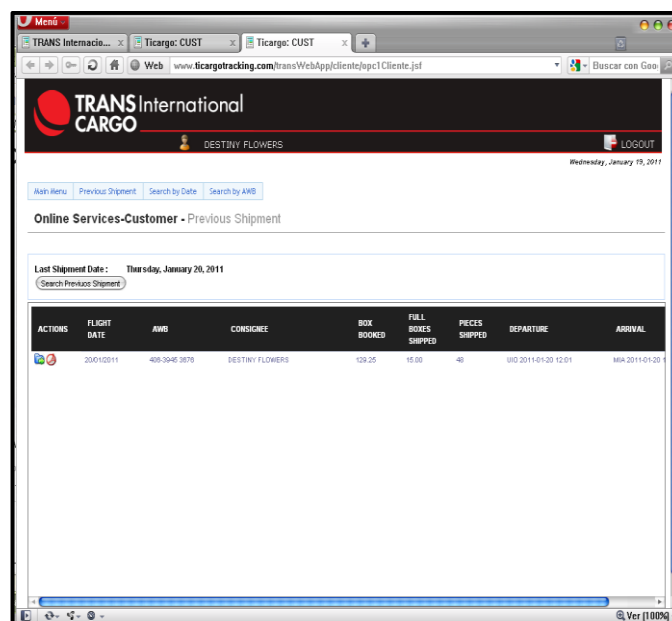 Menú
TRANS Internacio... x Ticargo: CUST x Ticargo: CUST x
Web www.ticargotracking.com/transWebApp/cliente/opc1Cliente.jsf Buscar con Goo
TRANS International
CARGO
DESTINY FLOWERS LOGOUT
Wednesday, January 19, 2011
Main Menu Previous Shipment Search by Date Search by AWB
Online Services-Customer - Previous Shipment
Last Shipment Date : Thursday, January 20, 2011
Search Previuos Shipment
ACTIONS FLIGHT DATE AWB CONSIGNEE BOX BOOKED FULL BOXES SHIPPED PIECES SHIPPED DEPARTURE ARRIVAL
20/01/2011 406-3945 3676 DESTINY FLOWERS 129.25 15.00 48 UIO 2011-01-20 12:01 MIA 2011-01-20 1
Ver [100%]